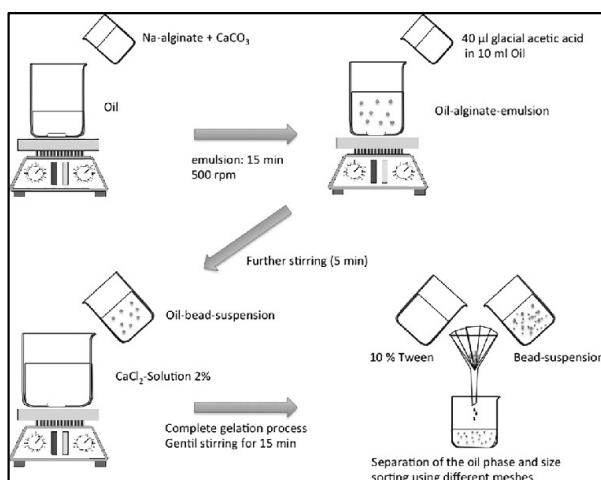 Na-alginate + CaCO₃
Oil
emulsion: 15 min
500 rpm
40 µl glacial acetic acid
in 10 ml Oil
Oil-alginate-emulsion
Further stirring (5 min)
Oil-bead-suspension
CaCl₂-Solution 2%
Complete gelation process
Gentil stirring for 15 min
10 % Tween
Bead-suspension
Separation of the oil phase and size
sorting using different meshes